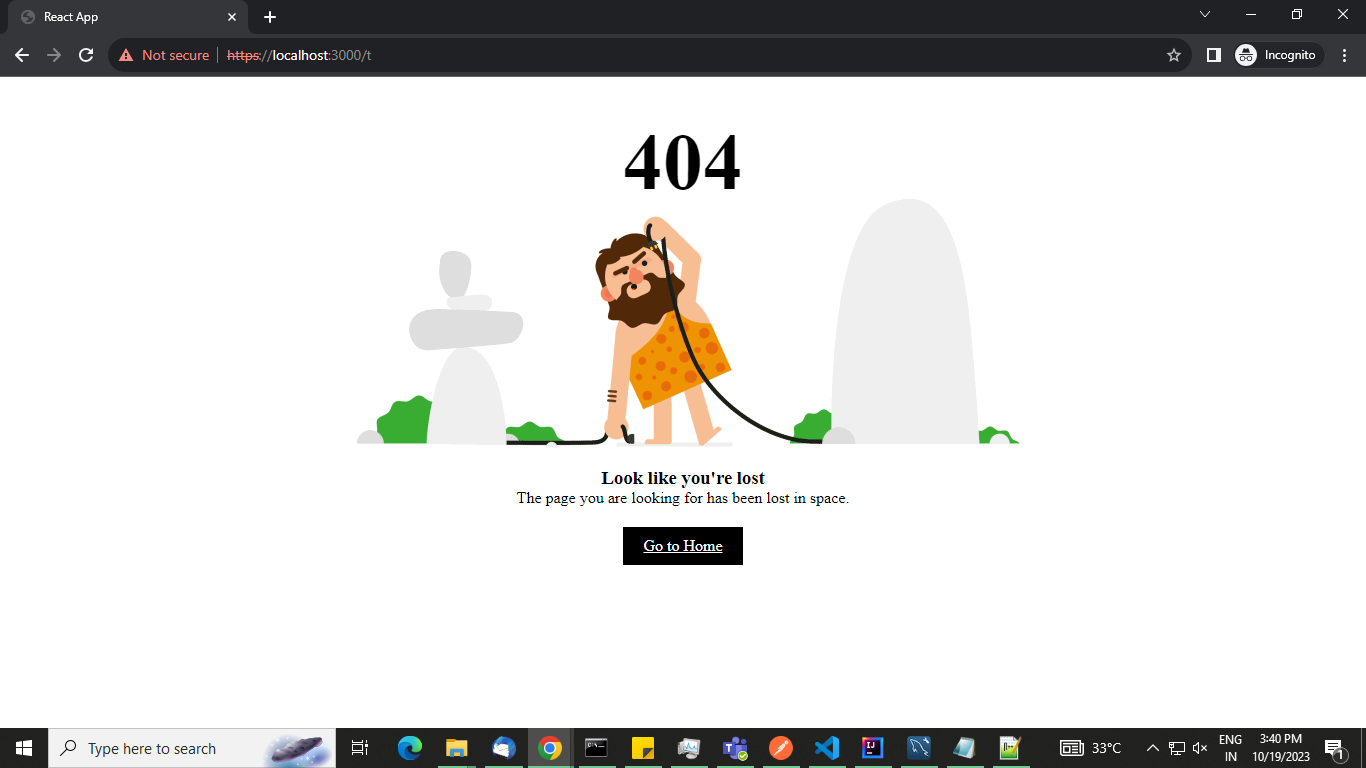 React App
Not secure
https://localhost:3000/t
Incognito
404
Look like you're lost
The page you are looking for has been lost in space.
Go to Home
Type here to search
33°C
ENG
IN
3:40 PM
10/19/2023
1